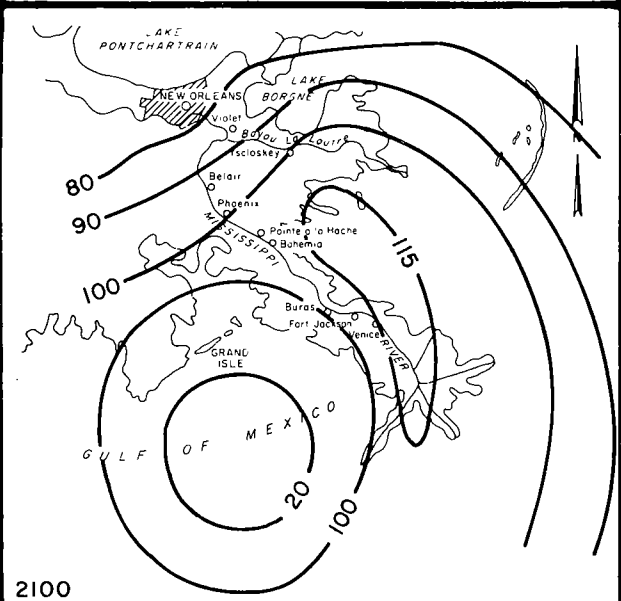 LAKE
PONTCHARTRAIN
LAKE
BORGNE
NEW ORLEANS
Violet
Bayou La Loutre
Yscloskey
80
Belair
90
Phoenix
MISSISSIPPI
Pointe a la Hache
Bohemia
115
100
Buras
Fort Jackson
Venice
RIVER
GRAND
ISLE
GULF OF MEXICO
20
100
2100